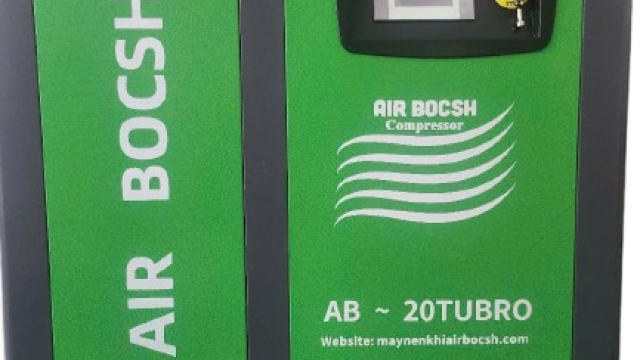 AIR BOCSH
AIR BOCSH
Compressor
AB ~ 20TUBRO
Website: maynenkhiairbocsh.com